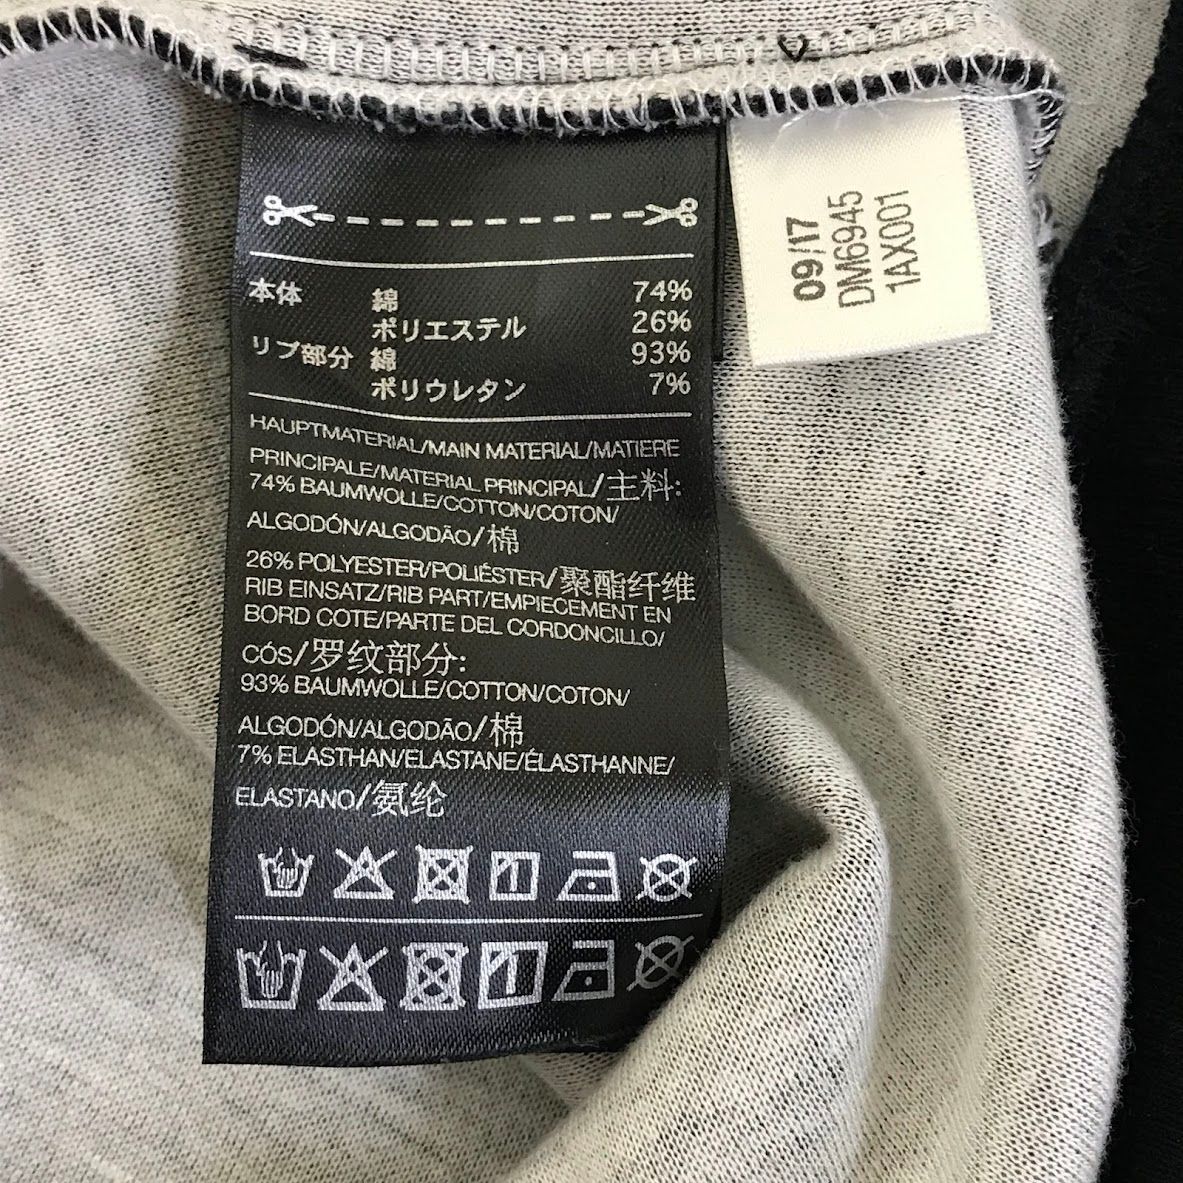 本体 綿 74%
ポリエステル 26%
リブ部分 綿 93%
ポリウレタン 7%
HAUPTMATERIAL/MAIN MATERIAL/MATIERE
PRINCIPALE/MATERIAL PRINCIPAL/主料:
74% BAUMWOLLE/COTTON/COTON/
ALGODÓN/ALGODÃO/棉
26% POLYESTER/POLIÉSTER/聚酯纤维
RIB EINSATZ/RIB PART/EMPIECEMENT EN
BORD COTE/PARTE DEL CORDONCILLO/
CÓS/罗纹部分:
93% BAUMWOLLE/COTTON/COTON/
ALGODÓN/ALGODÃO/棉
7% ELASTHAN/ELASTANE/ÉLASTHANNE/
ELASTANO/氨纶
09/17
DM6945
1AX001